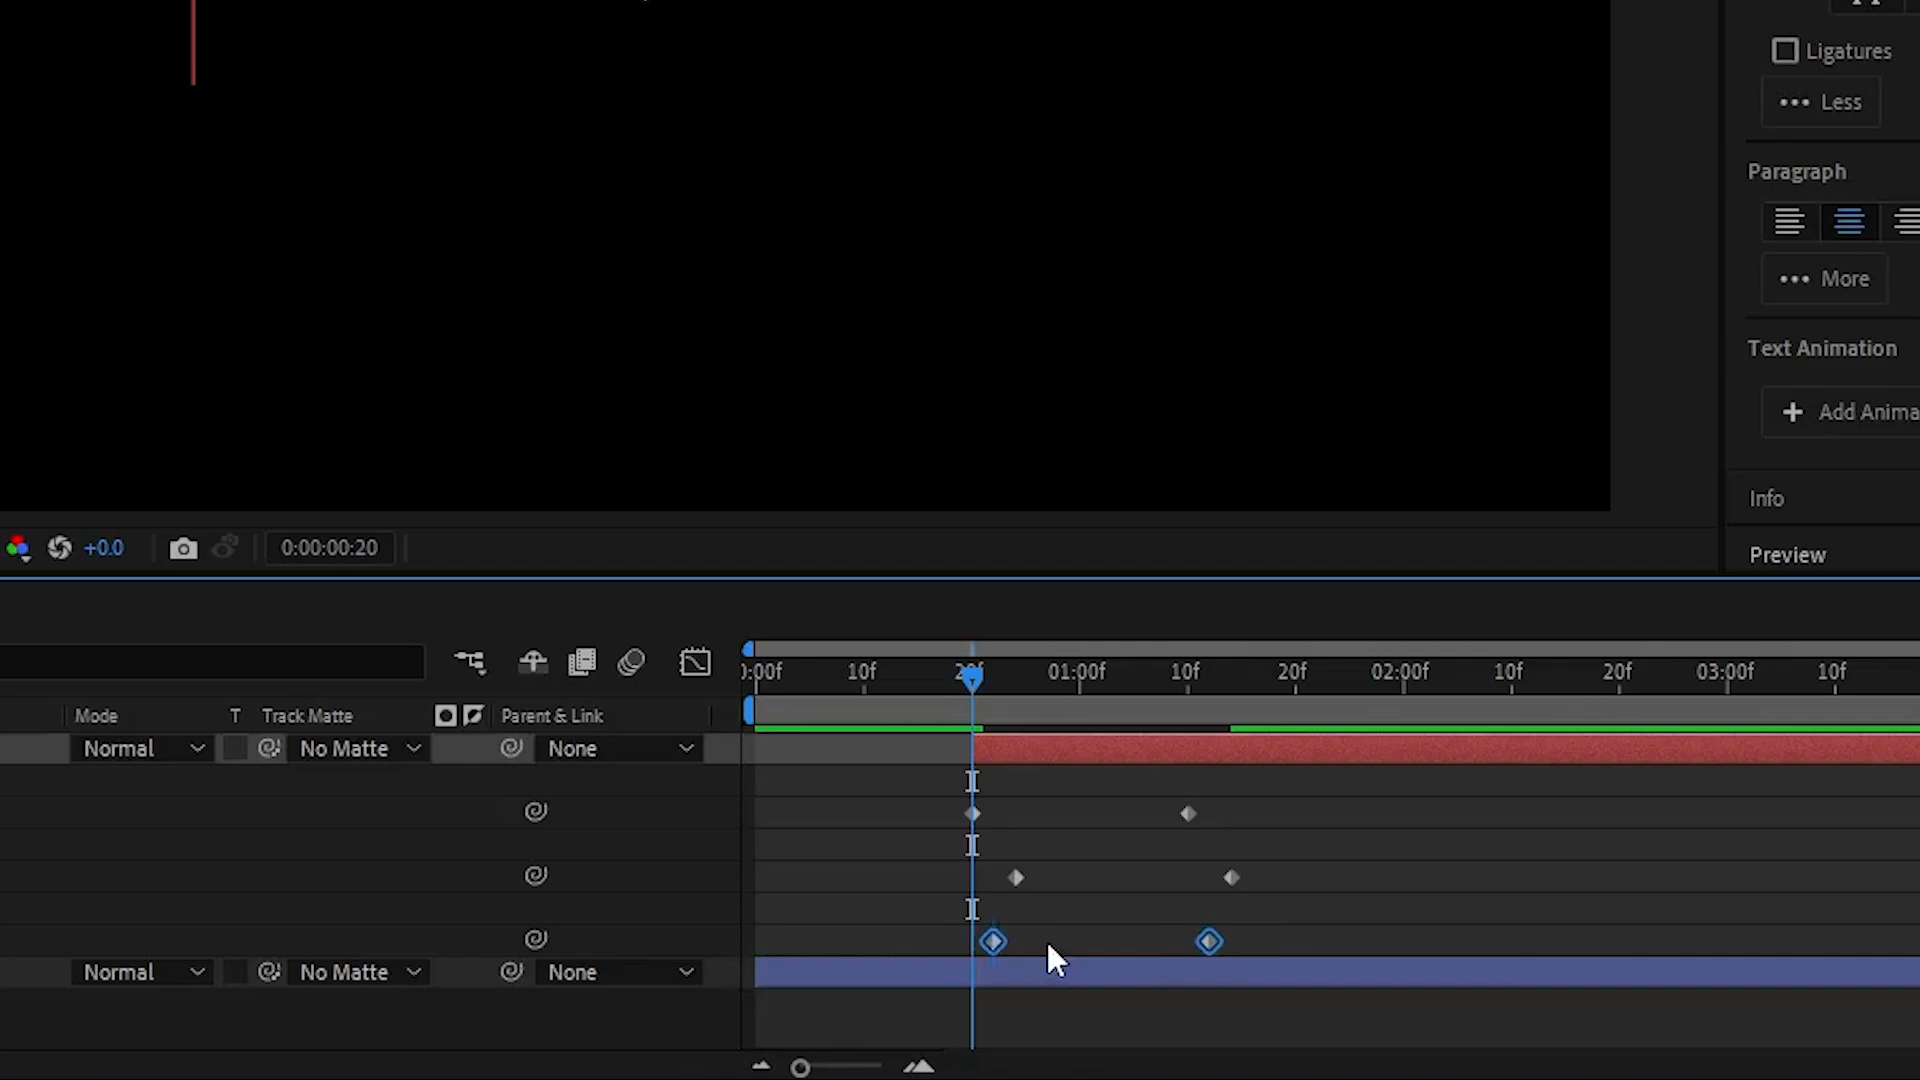 Ligatures
Less
Paragraph
More
Text Animation
+ Add Anima
Info
+0.0 0:00:00:20
Preview
0:00f 10f 20f 01:00f 10f 20f 02:00f 10f 20f 03:00f 10f
Mode T Track Matte Parent & Link
Normal No Matte None
Normal No Matte None